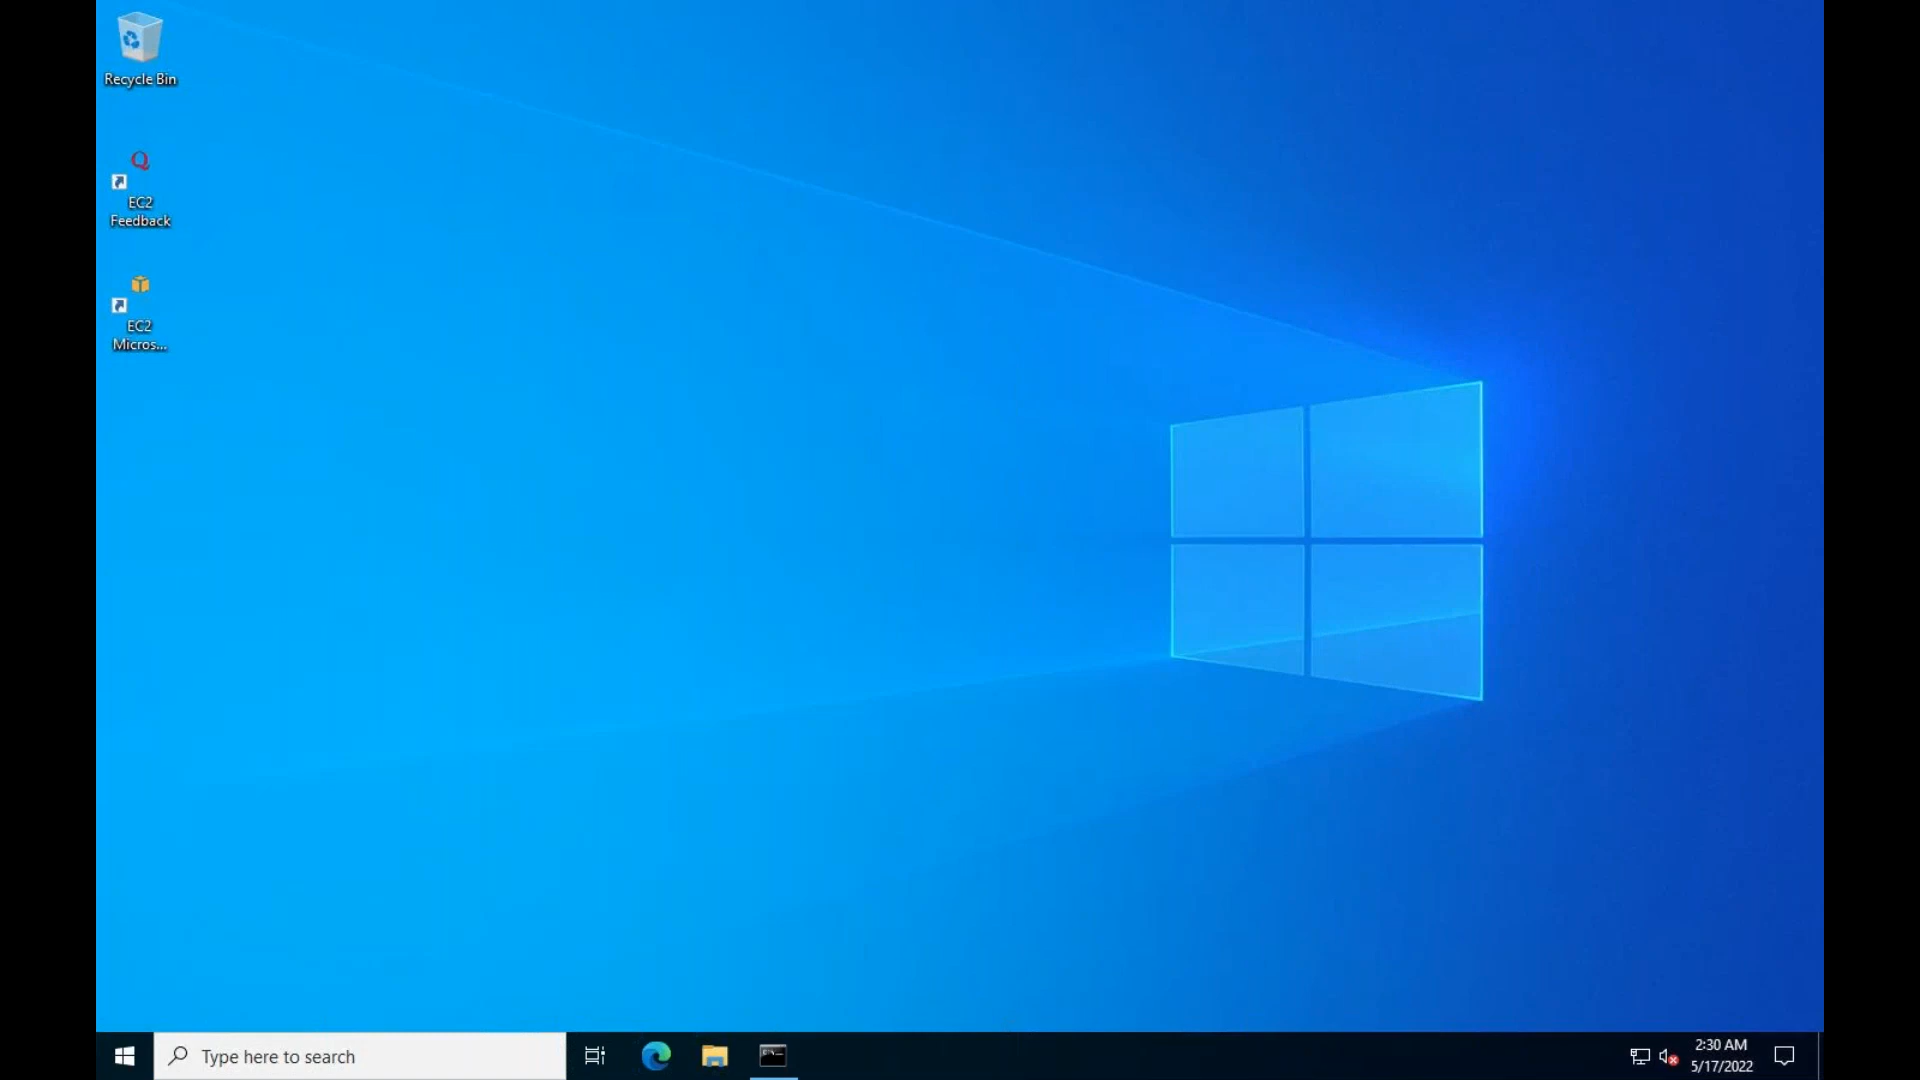 Recycle Bin
EC2
Feedback
EC2
Micros...
Type here to search
2:30 AM
5/17/2022